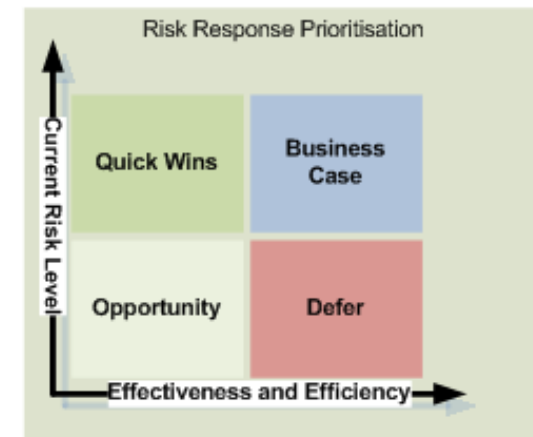 Risk Response Prioritisation
Current Risk Level
Quick Wins
Business
Case
Opportunity
Defer
Effectiveness and Efficiency